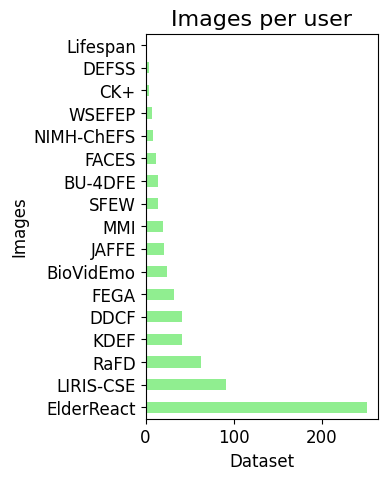 Images per user
Lifespan
DEFSS
CK+
WSEFEP
NIMH-ChEFS
FACES
BU-4DFE
SFEW
MMI
JAFFE
BioVidEmo
FEGA
DDCF
KDEF
RaFD
LIRIS-CSE
ElderReact
Images
0 100 200
Dataset